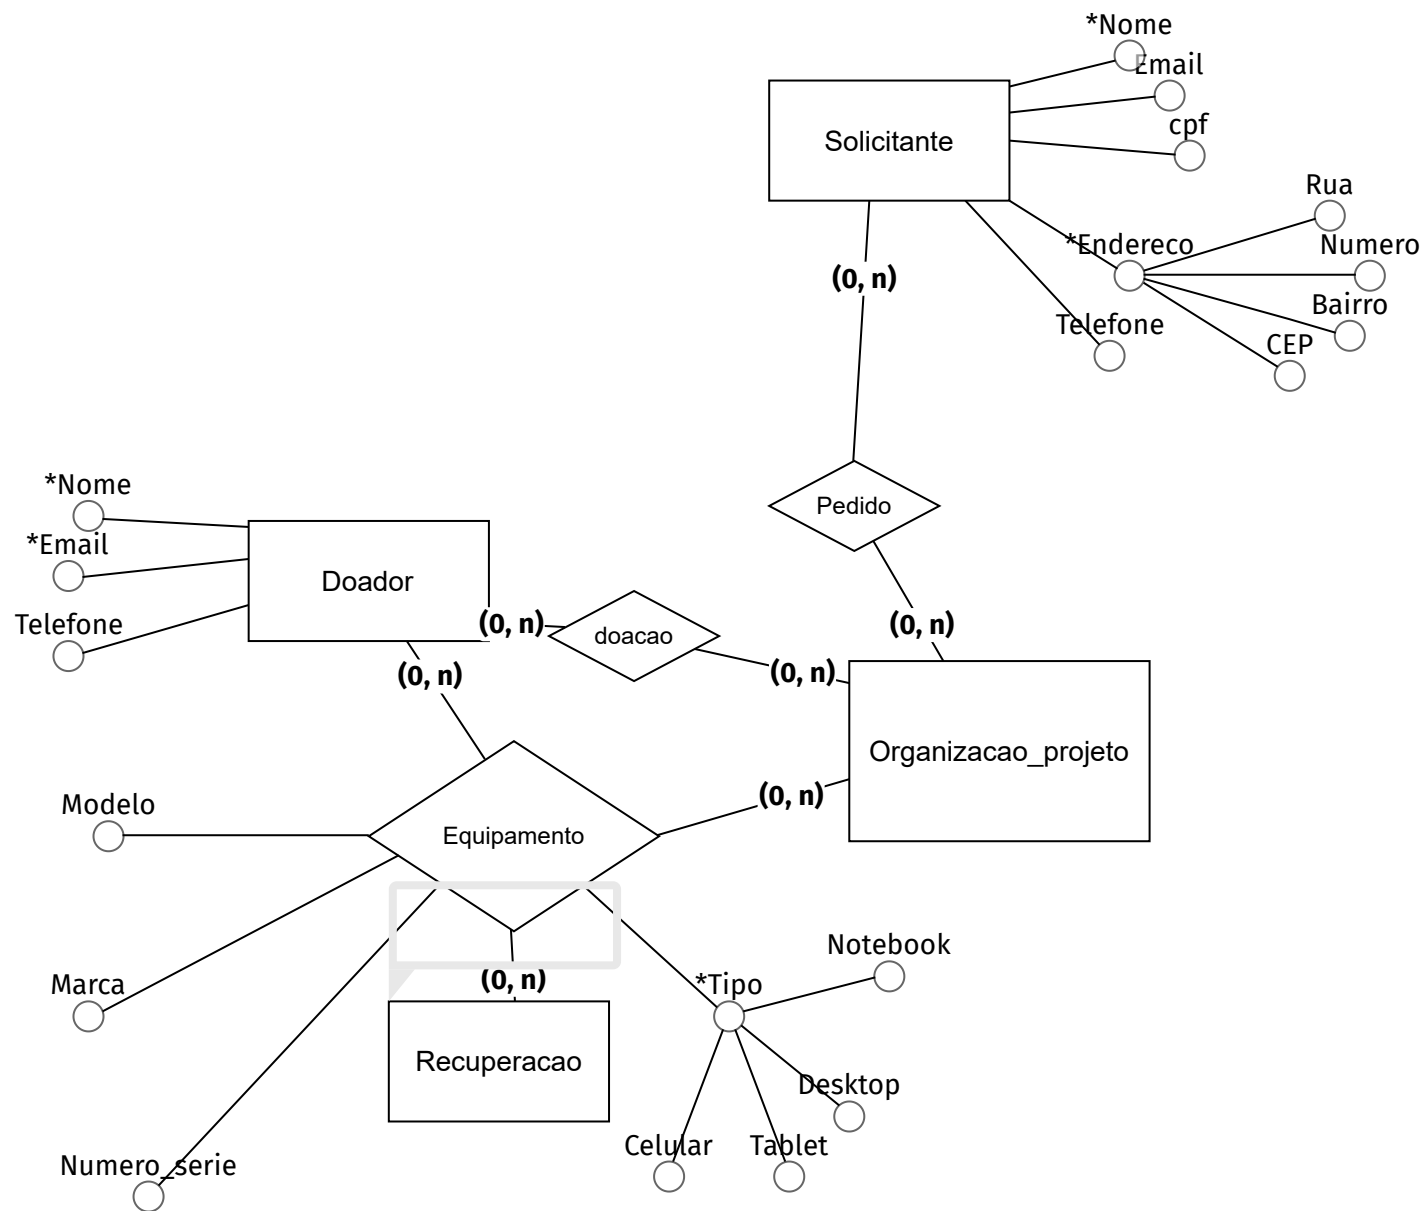 *Nome
Email
cpf
Solicitante
Rua
*Endereco
Numero
(0, n)
Bairro
Telefone
CEP
*Nome
Pedido
*Email
Doador
Telefone
(0, n)
doacao
(0, n)
(0, n)
(0, n)
Organizacao_projeto
(0, n)
Modelo
Equipamento
Notebook
Marca
(0, n)
*Tipo
Recuperacao
Desktop
Celular
Tablet
Numero_serie